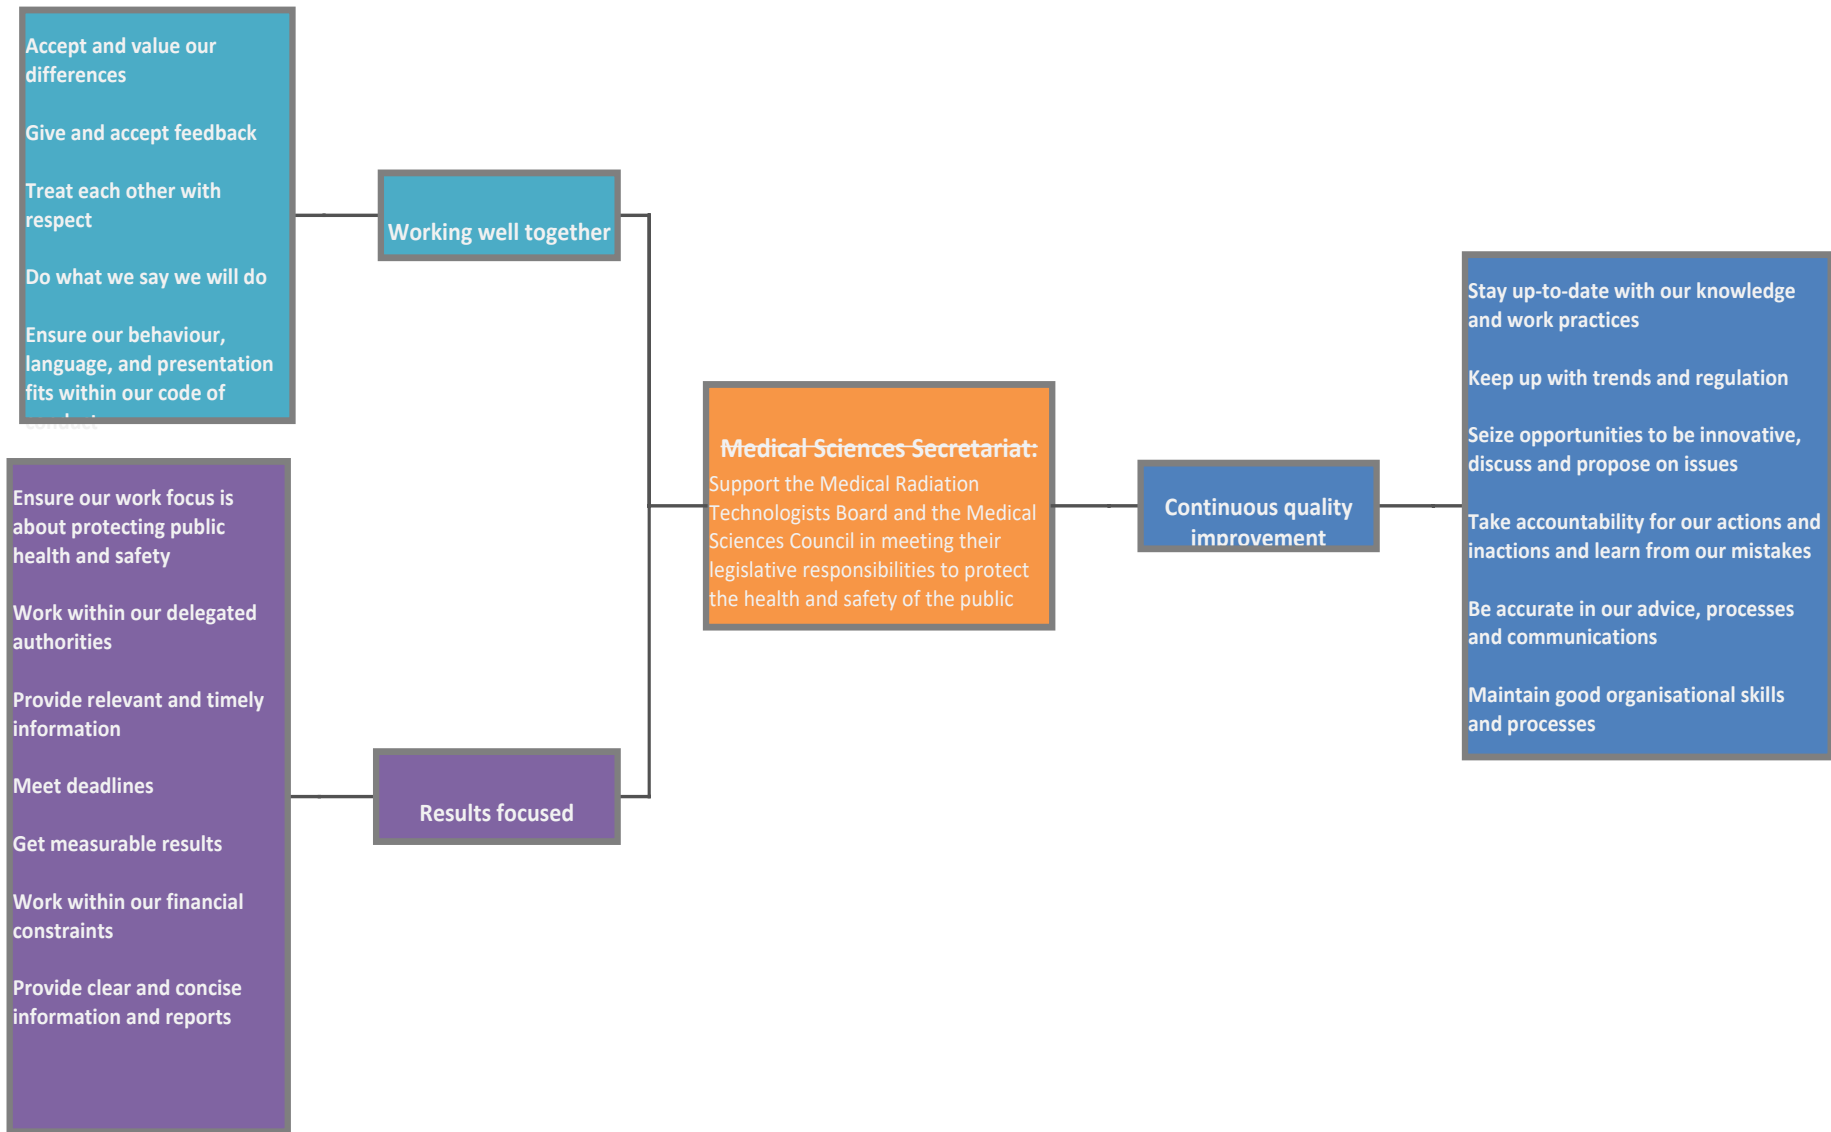 Accept and value our
differences
Give and accept feedback
Treat each other with
respect
Do what we say we will do
Ensure our behaviour,
language, and presentation
fits within our code of
conduct
Working well together
Ensure our work focus is
about protecting public
health and safety
Work within our delegated
authorities
Provide relevant and timely
information
Meet deadlines
Get measurable results
Work within our financial
constraints
Provide clear and concise
information and reports
Results focused
Medical Sciences Secretariat:
Support the Medical Radiation
Technologists Board and the Medical
Sciences Council in meeting their
legislative responsibilities to protect
the health and safety of the public
Continuous quality
improvement
Stay up-to-date with our knowledge
and work practices
Keep up with trends and regulation
Seize opportunities to be innovative,
discuss and propose on issues
Take accountability for our actions and
inactions and learn from our mistakes
Be accurate in our advice, processes
and communications
Maintain good organisational skills
and processes